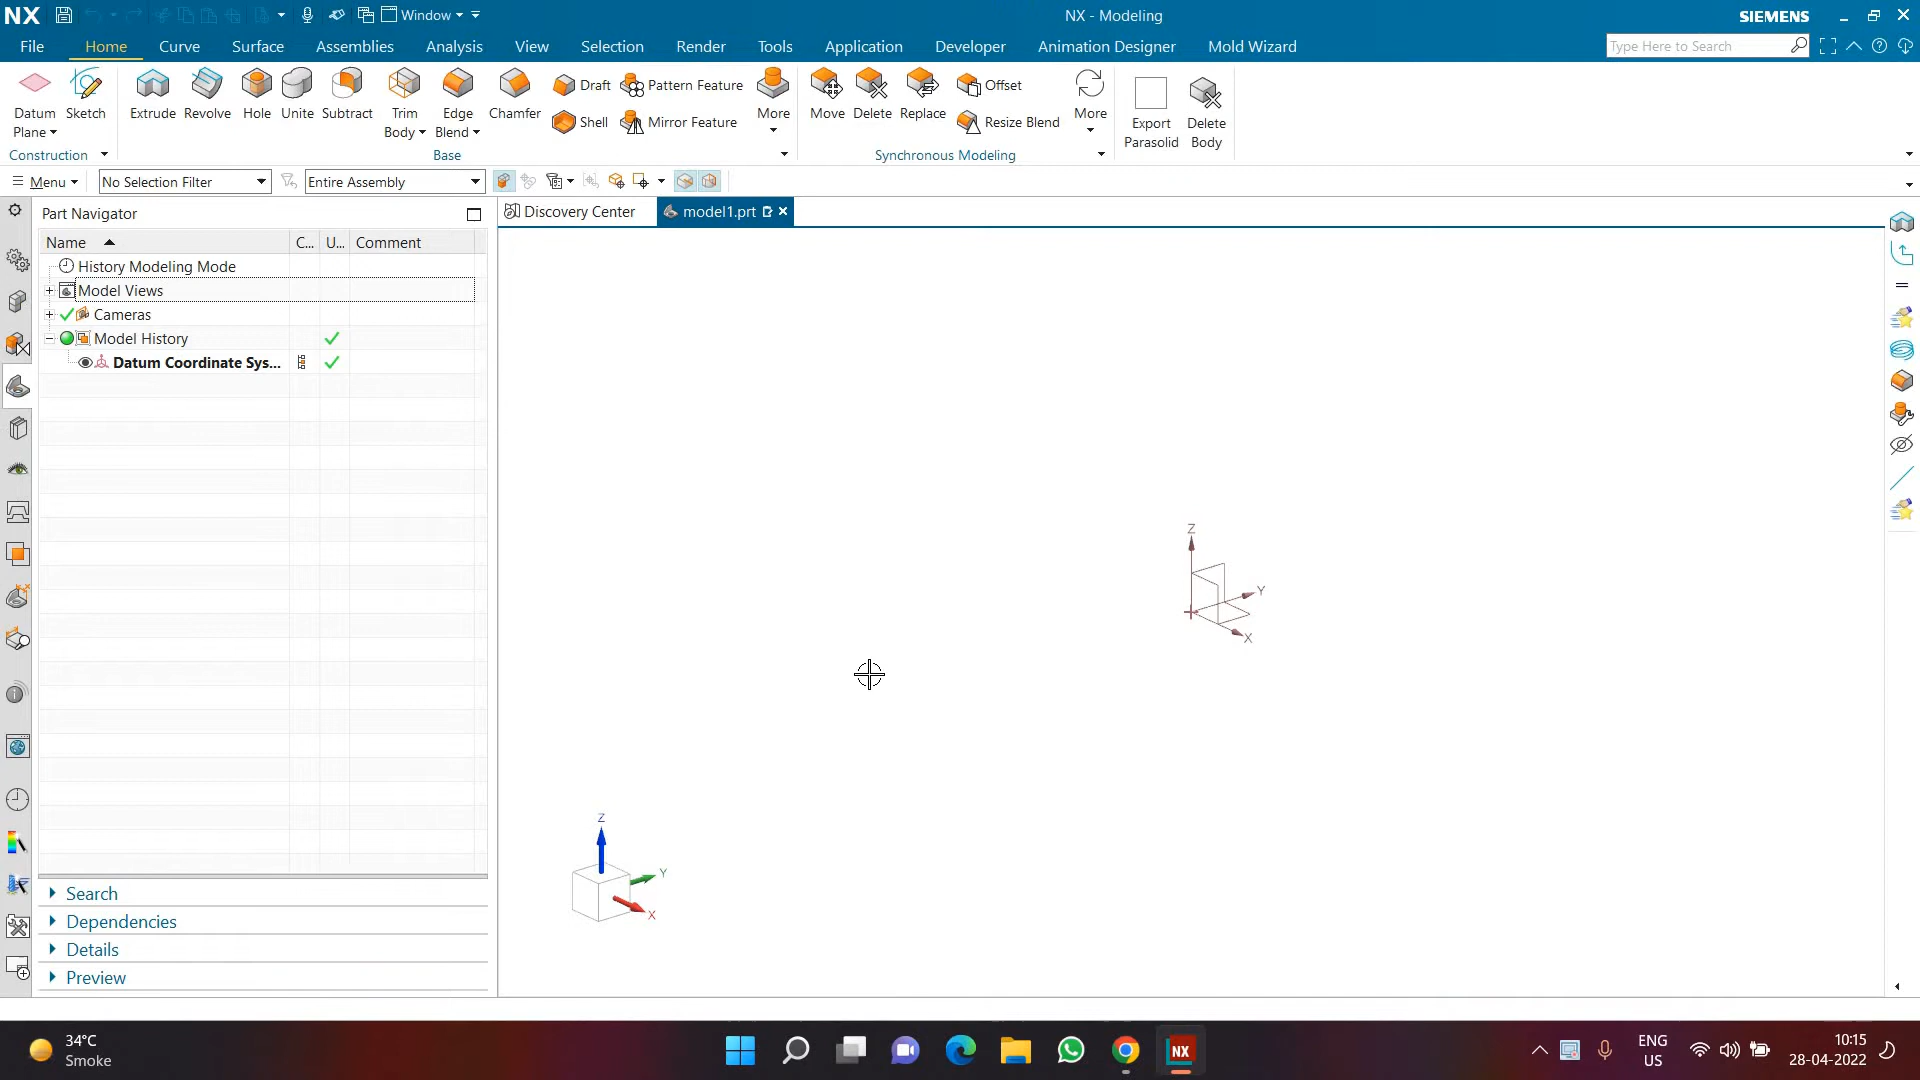 NX Window NX - Modeling SIEMENS
File Home Curve Surface Assemblies Analysis View Selection Render Tools Application Developer Animation Designer Mold Wizard Type Here to Search
Datum Plane Sketch Extrude Revolve Hole Unite Subtract Trim Body Edge Blend Chamfer Draft Pattern Feature More Move Delete Replace Offset More Export Parasolid Delete Body
Shell Mirror Feature Resize Blend
Construction Base Synchronous Modeling
Menu No Selection Filter Entire Assembly
Part Navigator Discovery Center model1.prt
Name C... U... Comment
History Modeling Mode
Model Views
Cameras
Model History
Datum Coordinate Sys...
Z
Y
X
Z
Y
X
Search
Dependencies
Details
Preview
34°C
Smoke
NX
ENG
US
10:15
28-04-2022